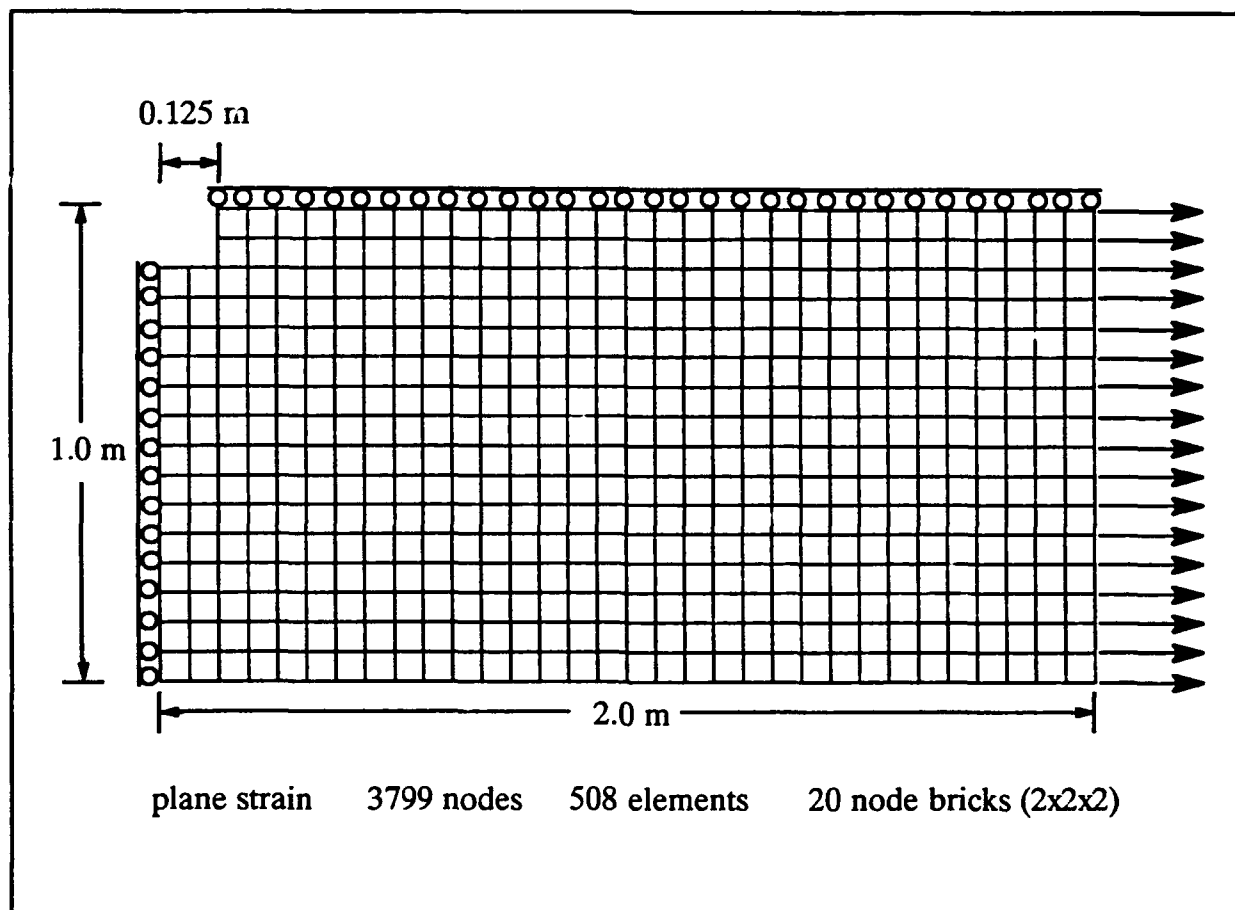 0.125 m
1.0 m
2.0 m
plane strain 3799 nodes 508 elements 20 node bricks (2x2x2)